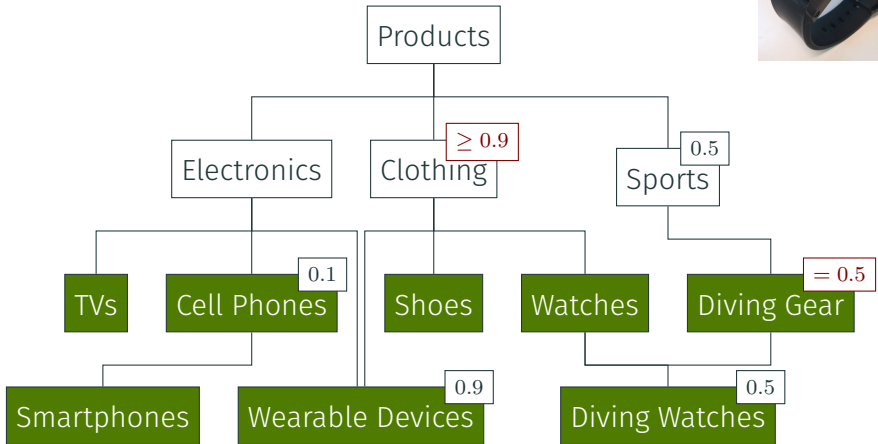 Products
≥ 0.9
0.5
Electronics
Clothing
Sports
0.1
= 0.5
TVs
Cell Phones
Shoes
Watches
Diving Gear
0.9
0.5
Smartphones
Wearable Devices
Diving Watches